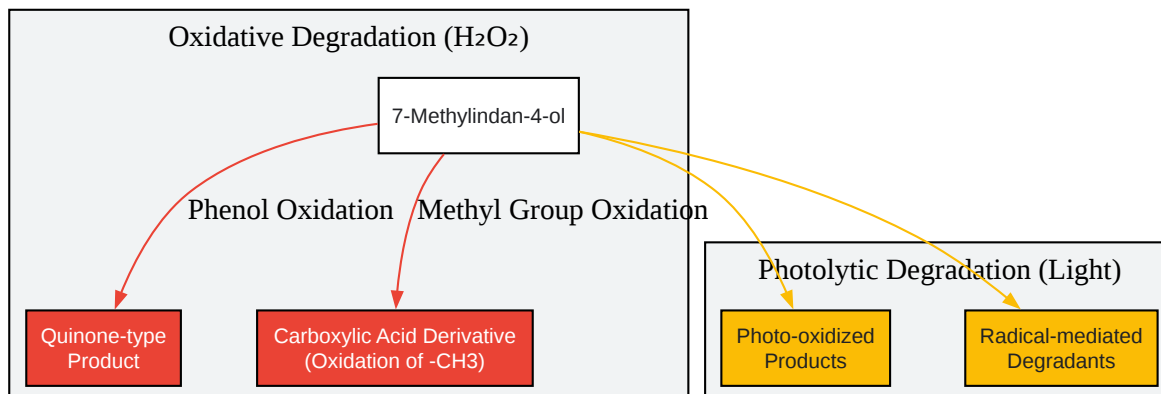 Oxidative Degradation (H₂O₂)
7-Methylindan-4-ol
Phenol Oxidation
Methyl Group Oxidation
Photolytic Degradation (Light)
Quinone-type
Product
Carboxylic Acid Derivative
(Oxidation of -CH3)
Photo-oxidized
Products
Radical-mediated
Degradants